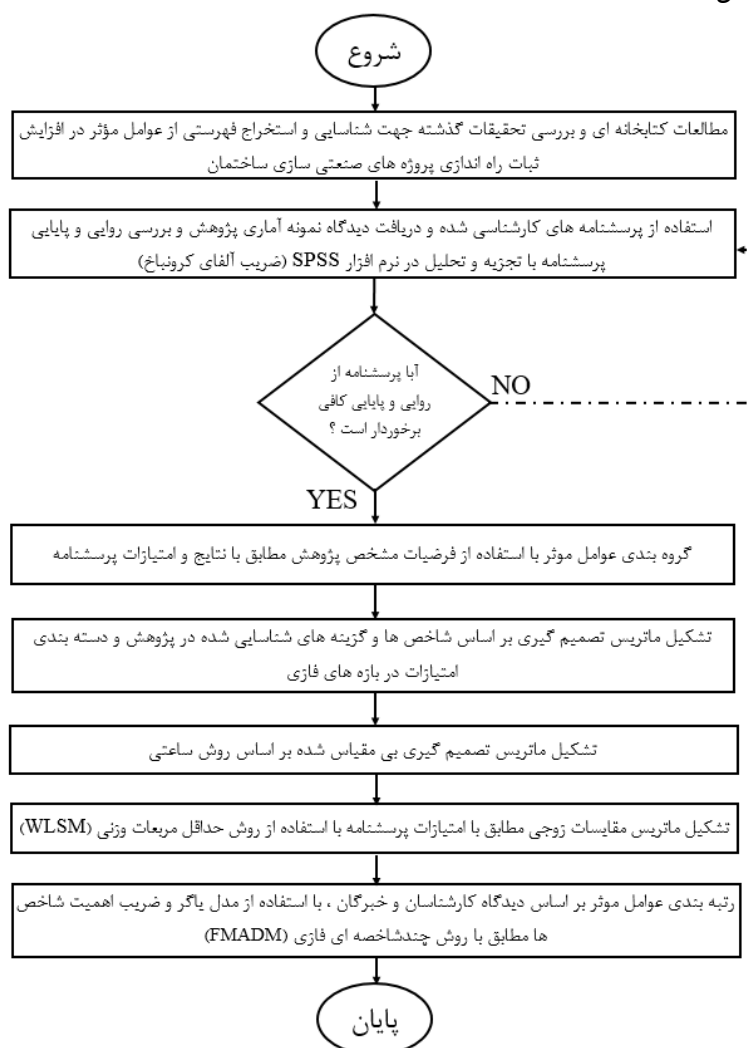 شروع
مطالعات کتابخانه ای و بررسی تحقیقات گذشته جهت شناسایی و استخراج فهرستی از عوامل مؤثر در افزایش
ثبات راه اندازی پروژه های صنعتی سازی ساختمان
استفاده از پرسشنامه های کارشناسی شده و دریافت دیدگاه نمونه آماری پژوهش و بررسی روایی و پایایی
پرسشنامه با تجزیه و تحلیل در نرم افزار SPSS (ضریب آلفای کرونباخ)
آبا پرسشنامه از
روایی و پایایی کافی
برخوردار است ؟
NO
YES
گروه بندی عوامل موثر با استفاده از فرضیات مشخص پژوهش مطابق با نتایج و امتیازات پرسشنامه
تشکیل ماتریس تصمیم گیری بر اساس شاخص ها و گزینه های شناسایی شده در پژوهش و دسته بندی
امتیازات در بازه های فازی
تشکیل ماتریس تصمیم گیری بی مقیاس شده بر اساس روش ساعتی
تشکیل ماتریس مقایسات زوجی مطابق با امتیازات پرسشنامه با استفاده از روش حداقل مربعات وزنی (WLSM)
رتبه بندی عوامل موثر بر اساس دیدگاه کارشناسان و خبرگان ، با استفاده از مدل یاگر و ضریب اهمیت شاخص
ها مطابق با روش چندشاخصه ای فازی (FMADM)
پایان